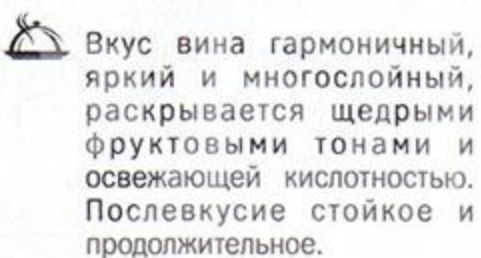 Вкус вина гармоничный,
яркий и многослойный,
раскрывается щедрыми
фруктовыми тонами и
освежающей кислотностью.
Послевкусие стойкое и
продолжительное.